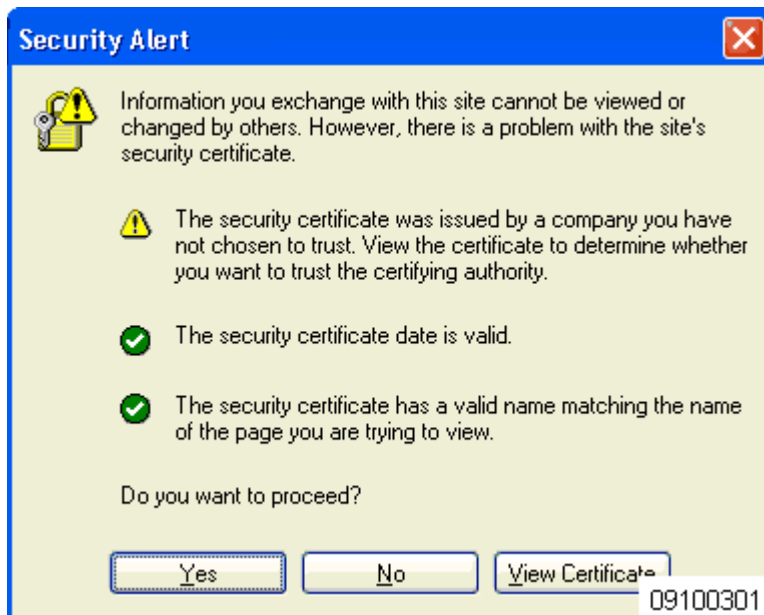 Security Alert
Information you exchange with this site cannot be viewed or
changed by others. However, there is a problem with the site's
security certificate.
The security certificate was issued by a company you have
not chosen to trust. View the certificate to determine whether
you want to trust the certifying authority.
The security certificate date is valid.
The security certificate has a valid name matching the name
of the page you are trying to view.
Do you want to proceed?
Yes No View Certificate
09100301